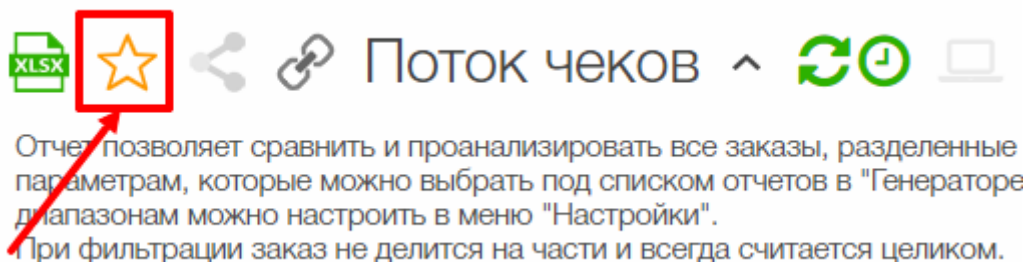 XLSX Поток чеков
Отчет позволяет сравнить и проанализировать все заказы, разделенные
параметрам, которые можно выбрать под списком отчетов в "Генераторе
диапазонам можно настроить в меню "Настройки".
При фильтрации заказ не делится на части и всегда считается целиком.